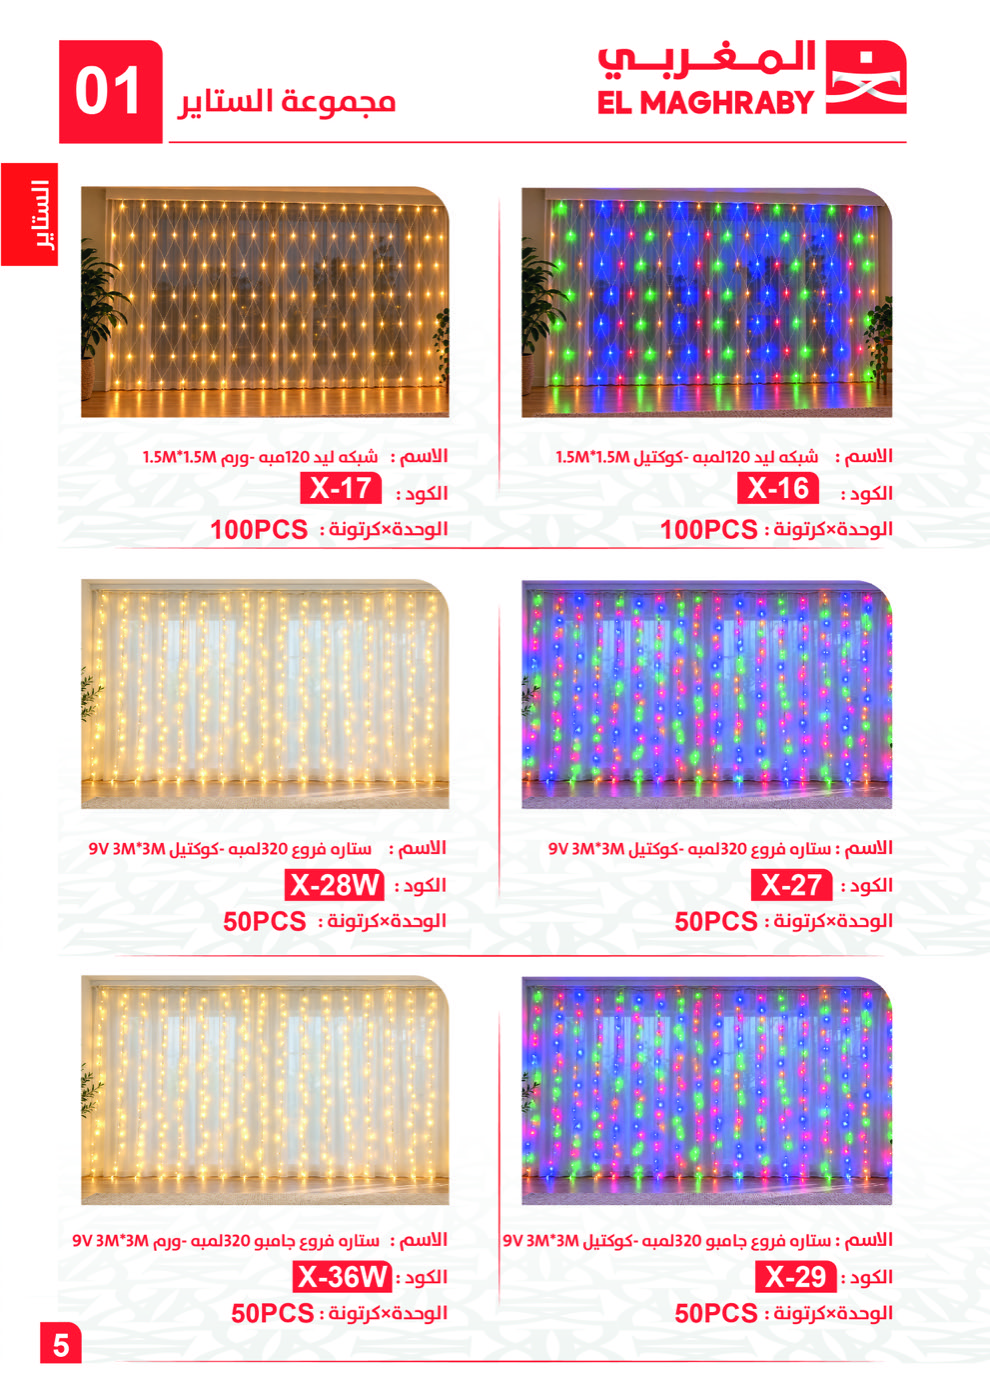 المغربي
EL MAGHRABY
مجموعة الستاير
01
الستاير
الاسم : شبكه ليد 120لمبه -كوكتيل 1.5M*1.5M
الكود : X-16
الوحدة×كرتونة : 100PCS
الاسم : شبكه ليد 120مبه -ورم 1.5M*1.5M
الكود : X-17
الوحدة×كرتونة : 100PCS
الاسم : ستاره فروع 320لمبه -كوكتيل 9V 3M*3M
الكود : X-27
الوحدة×كرتونة : 50PCS
الاسم : ستاره فروع 320لمبه -كوكتيل 9V 3M*3M
الكود : X-28W
الوحدة×كرتونة : 50PCS
الاسم : ستاره فروع جامبو 320لمبه -كوكتيل 9V 3M*3M
الكود : X-29
الوحدة×كرتونة : 50PCS
الاسم : ستاره فروع جامبو 320لمبه -ورم 9V 3M*3M
الكود : X-36W
الوحدة×كرتونة : 50PCS
5